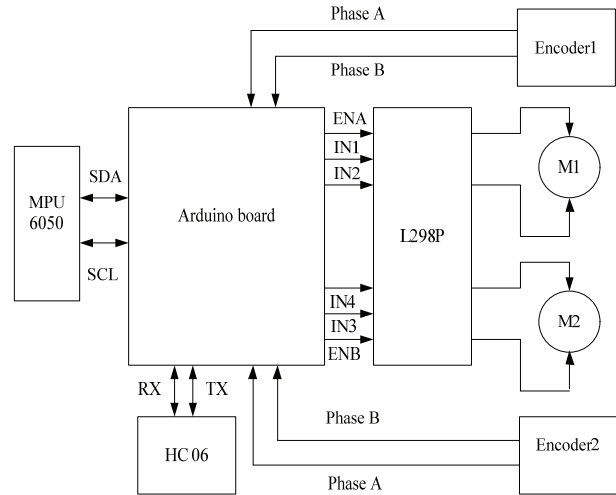 Phase A
Encoder1
Phase B
ENA
IN1
IN2
M1
SDA
MPU
6050
Arduino board
L298P
SCL
IN4
IN3
ENB
M2
RX
TX
HC 06
Phase B
Encoder2
Phase A